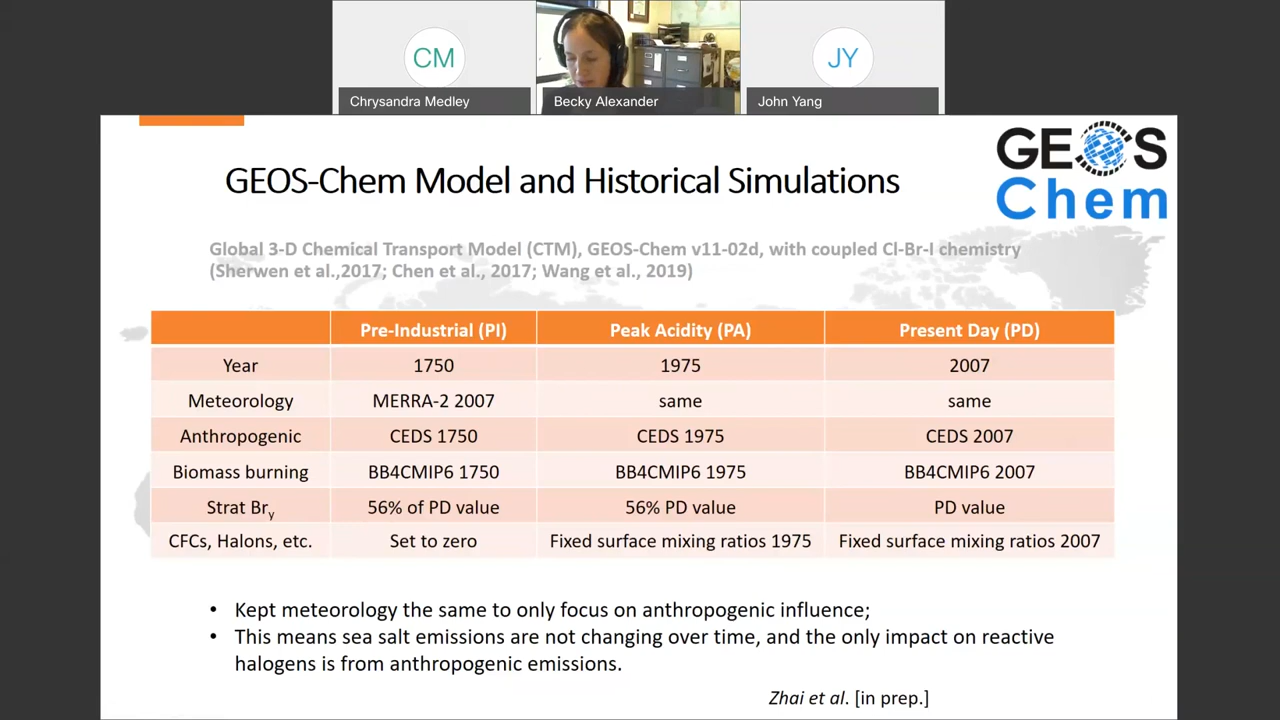 CM
JY
Chrysandra Medley
Becky Alexander
John Yang
GEOS
Chem
GEOS-Chem Model and Historical Simulations
Global 3-D Chemical Transport Model (CTM), GEOS-Chem v11-02d, with coupled Cl-Br-I chemistry
(Sherwen et al.,2017; Chen et al., 2017; Wang et al., 2019)
Pre-Industrial (PI) Peak Acidity (PA) Present Day (PD)
Year 1750 1975 2007
Meteorology MERRA-2 2007 same same
Anthropogenic CEDS 1750 CEDS 1975 CEDS 2007
Biomass burning BB4CMIP6 1750 BB4CMIP6 1975 BB4CMIP6 2007
Strat Bry 56% of PD value 56% PD value PD value
CFCs, Halons, etc. Set to zero Fixed surface mixing ratios 1975 Fixed surface mixing ratios 2007
• Kept meteorology the same to only focus on anthropogenic influence;
• This means sea salt emissions are not changing over time, and the only impact on reactive
halogens is from anthropogenic emissions.
Zhai et al. [in prep.]